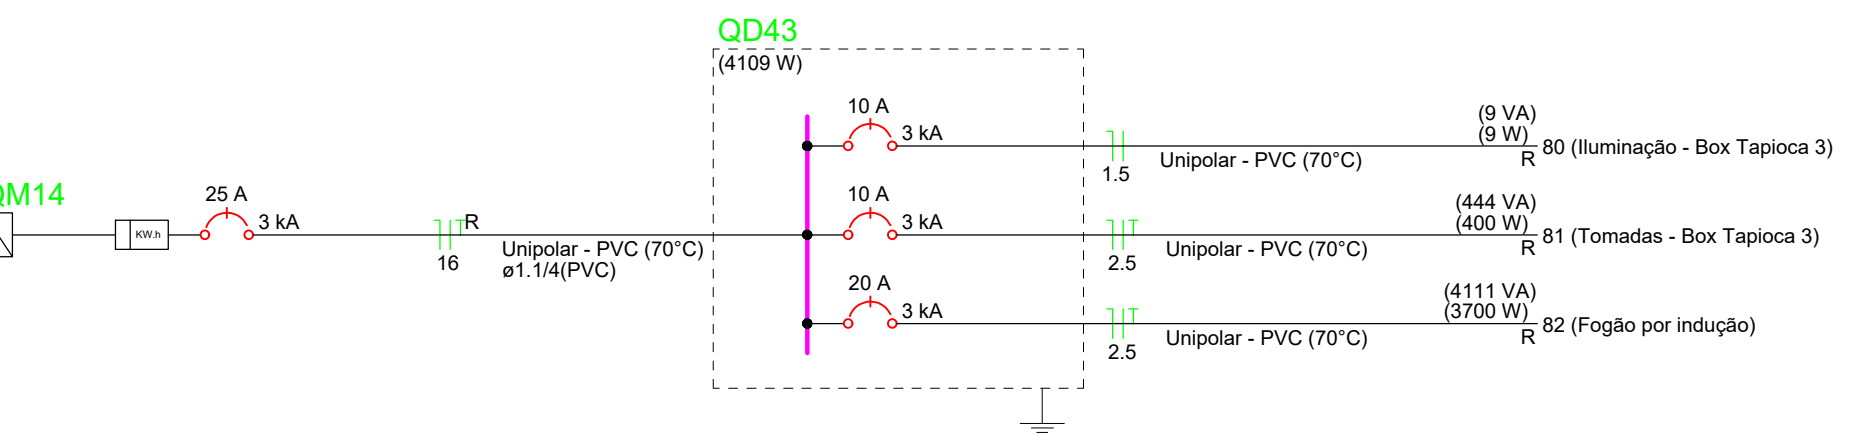 QD43
(4109 W)
10 A
3 kA
(9 VA)
(9 W)
R
80 (Iluminação - Box Tapioca 3)
Unipolar - PVC (70°C)
1.5
QM14
KW.h
25 A
3 kA
R
16
Unipolar - PVC (70°C)
ø1.1/4(PVC)
10 A
3 kA
2.5
Unipolar - PVC (70°C)
(444 VA)
(400 W)
R
81 (Tomadas - Box Tapioca 3)
20 A
3 kA
2.5
Unipolar - PVC (70°C)
(4111 VA)
(3700 W)
R
82 (Fogão por indução)